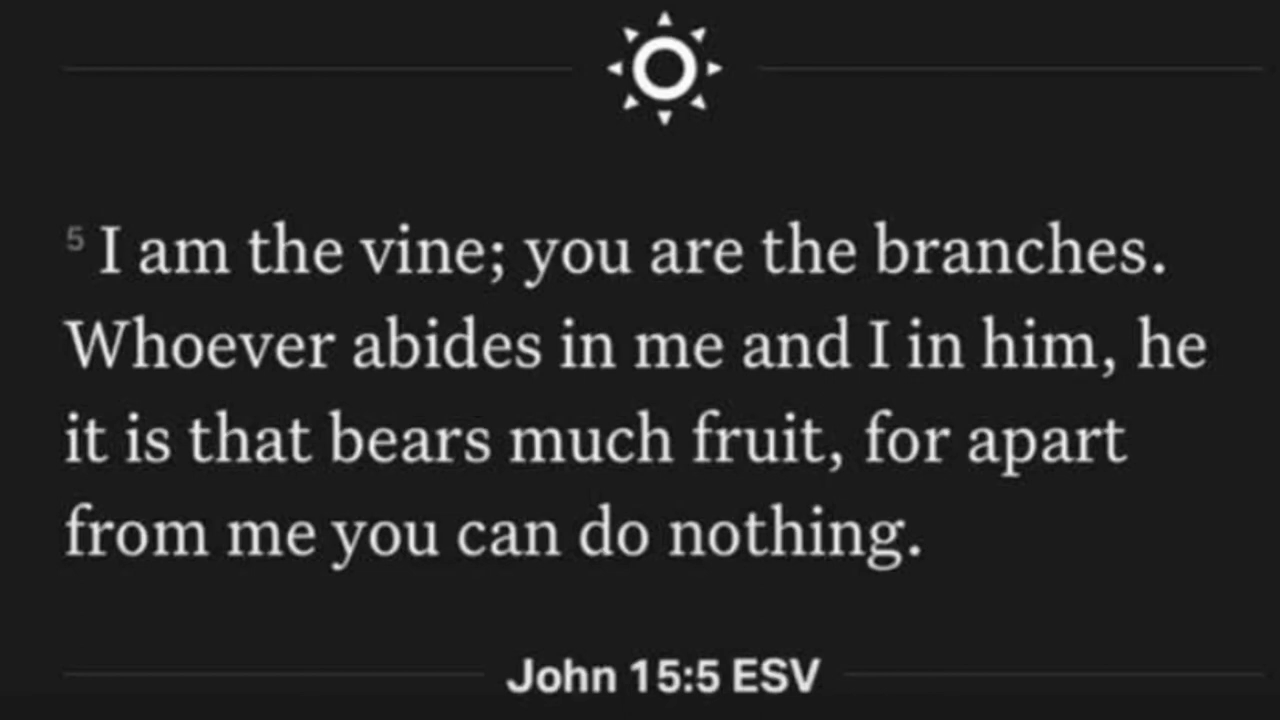 5 I am the vine; you are the branches.
Whoever abides in me and I in him, he
it is that bears much fruit, for apart
from me you can do nothing.
John 15:5 ESV